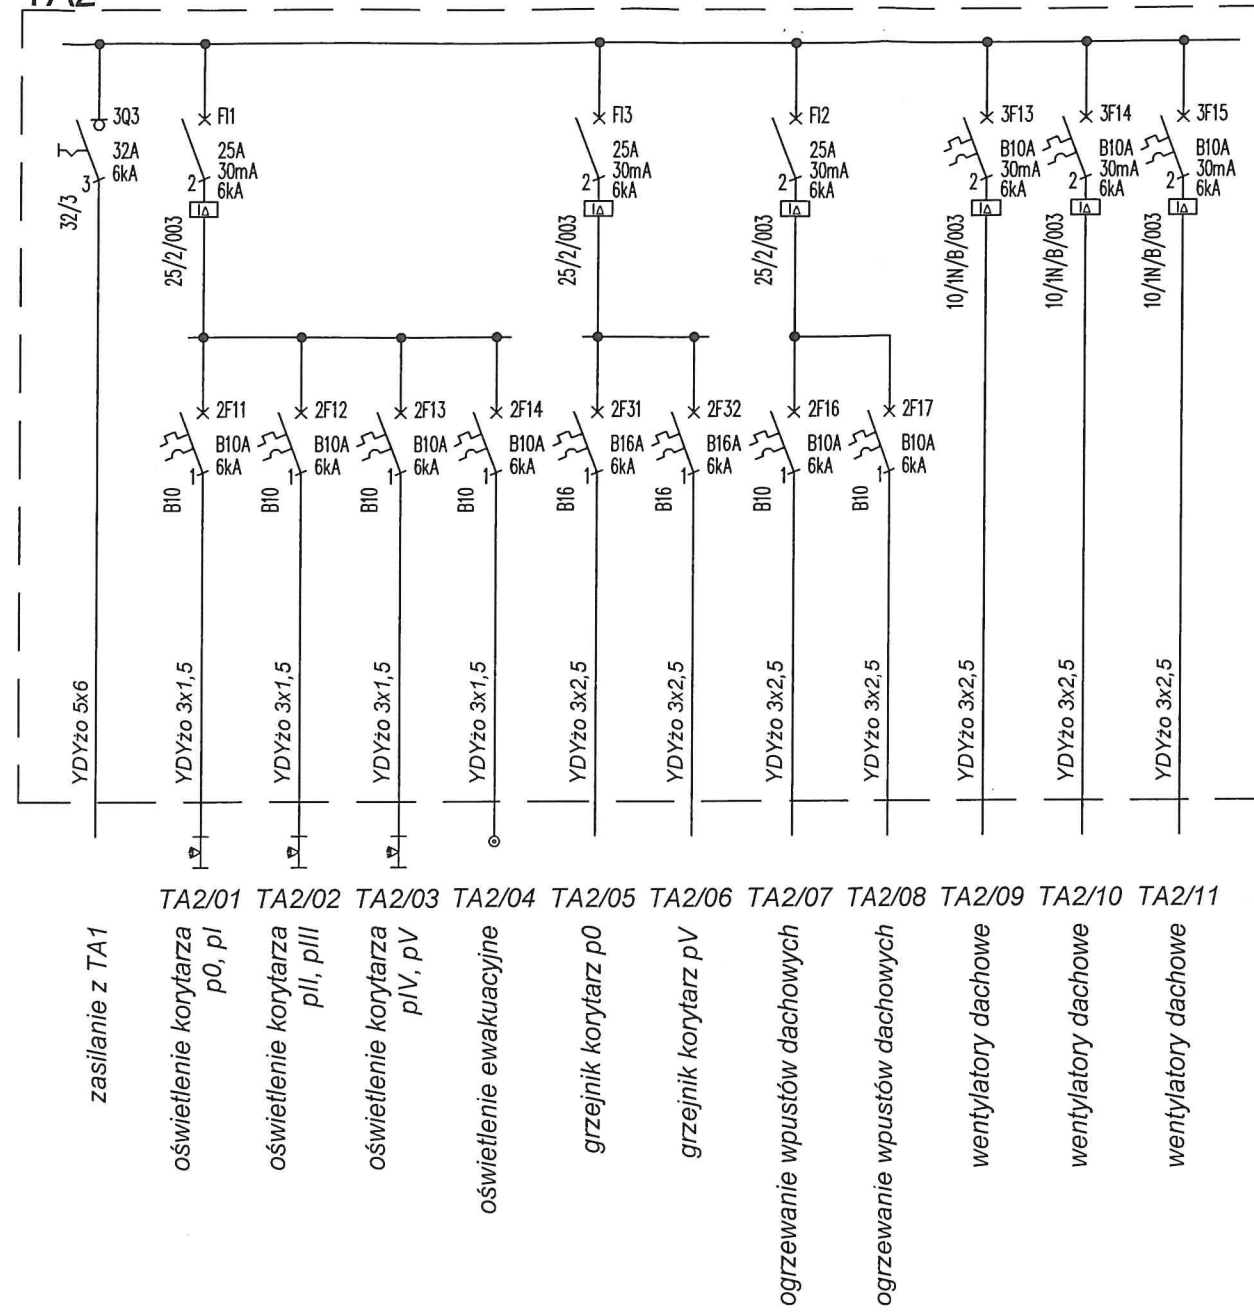 TA2
3Q3
32A
6kA
3
32/3
FI1
25A
30mA
6kA
2
I△
25/2/003
FI3
25A
30mA
6kA
2
I△
25/2/003
FI2
25A
30mA
6kA
2
I△
25/2/003
3F13
B10A
30mA
6kA
2
I△
10/1N/B/003
3F14
B10A
30mA
6kA
2
I△
10/1N/B/003
3F15
B10A
30mA
6kA
2
I△
10/1N/B/003
2F11
B10A
6kA
1
B10
2F12
B10A
6kA
1
B10
2F13
B10A
6kA
1
B10
2F14
B10A
6kA
1
B10
2F31
B16A
6kA
1
B16
2F32
B16A
6kA
1
B16
2F16
B10A
6kA
1
B10
2F17
B10A
6kA
1
B10
YDYżo 5x6
YDYżo 3x1,5
YDYżo 3x1,5
YDYżo 3x1,5
YDYżo 3x1,5
YDYżo 3x2,5
YDYżo 3x2,5
YDYżo 3x2,5
YDYżo 3x2,5
YDYżo 3x2,5
YDYżo 3x2,5
YDYżo 3x2,5
TA2/01 TA2/02 TA2/03 TA2/04 TA2/05 TA2/06 TA2/07 TA2/08 TA2/09 TA2/10 TA2/11
zasilanie z TA1
oświetlenie korytarza
p0, pI
oświetlenie korytarza
pII, pIII
oświetlenie korytarza
pIV, pV
oświetlenie ewakuacyjne
grzejnik korytarz p0
grzejnik korytarz pV
ogrzewanie wpustów dachowych
ogrzewanie wpustów dachowych
wentylatory dachowe
wentylatory dachowe
wentylatory dachowe